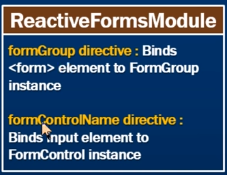 ReactiveFormsModule
formGroup directive : Binds
<form> element to FormGroup
instance
formControlName directive :
Binds input element to
FormControl instance